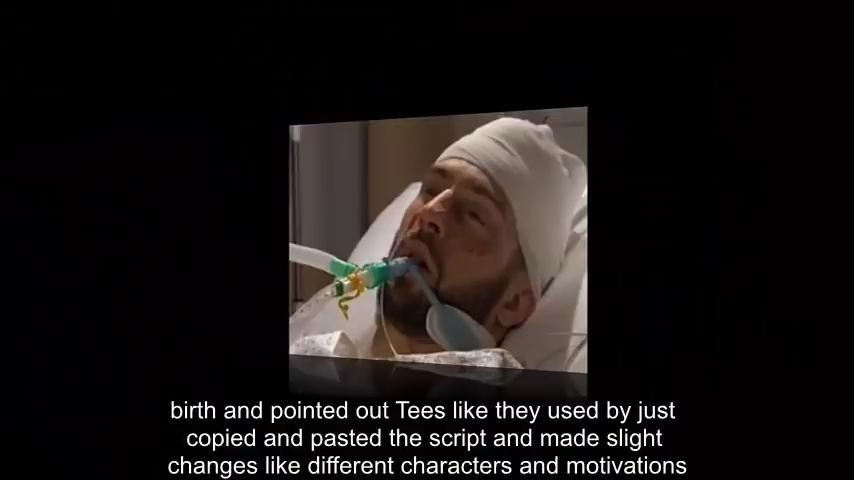 birth and pointed out Tees like they used by just
copied and pasted the script and made slight
changes like different characters and motivations